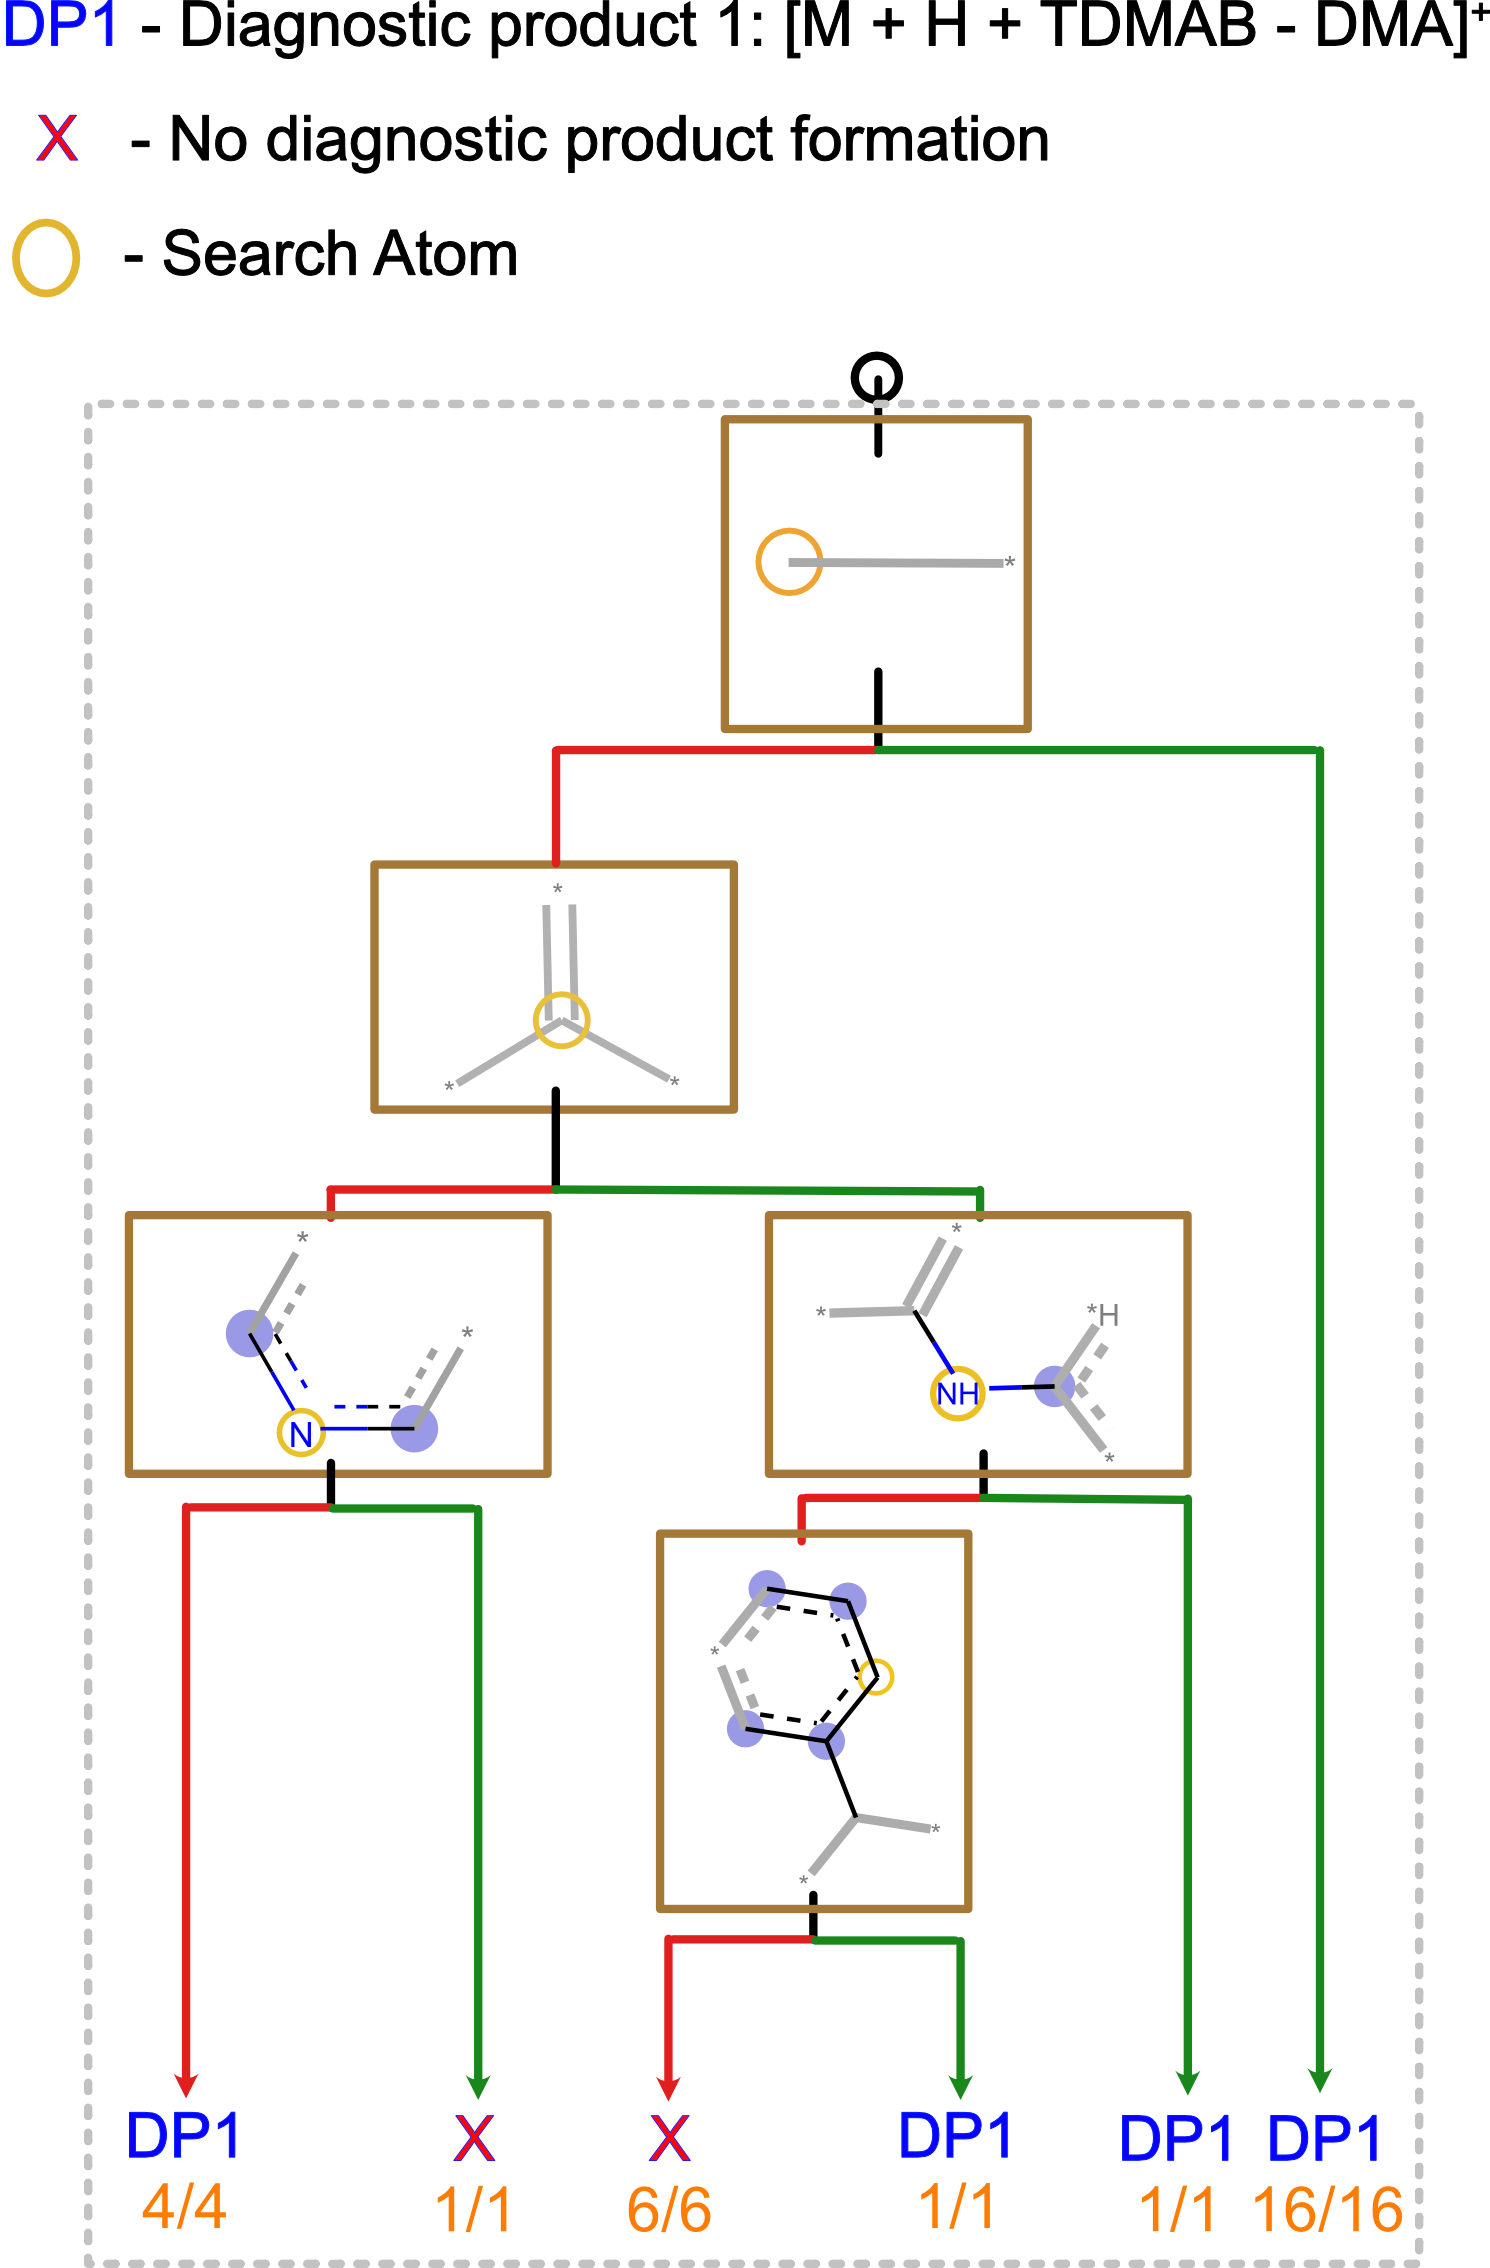 DP1 - Diagnostic product 1: [M + H + TDMAB - DMA]⁺
X - No diagnostic product formation
- Search Atom
*
*
* *
* *
* *H
* NH
N *
*
*
*
DP1 X X DP1 DP1 DP1
4/4 1/1 6/6 1/1 1/1 16/16